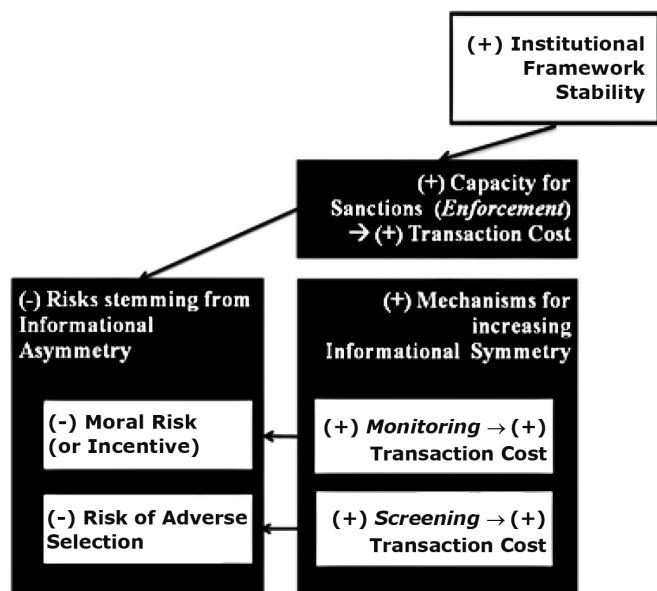 (+) Institutional
Framework
Stability
(+) Capacity for
Sanctions (Enforcement)
→ (+) Transaction Cost
(-) Risks stemming from
Informational
Asymmetry
(+) Mechanisms for
increasing
Informational Symmetry
(-) Moral Risk
(or Incentive)
(+) Monitoring → (+)
Transaction Cost
(-) Risk of Adverse
Selection
(+) Screening → (+)
Transaction Cost